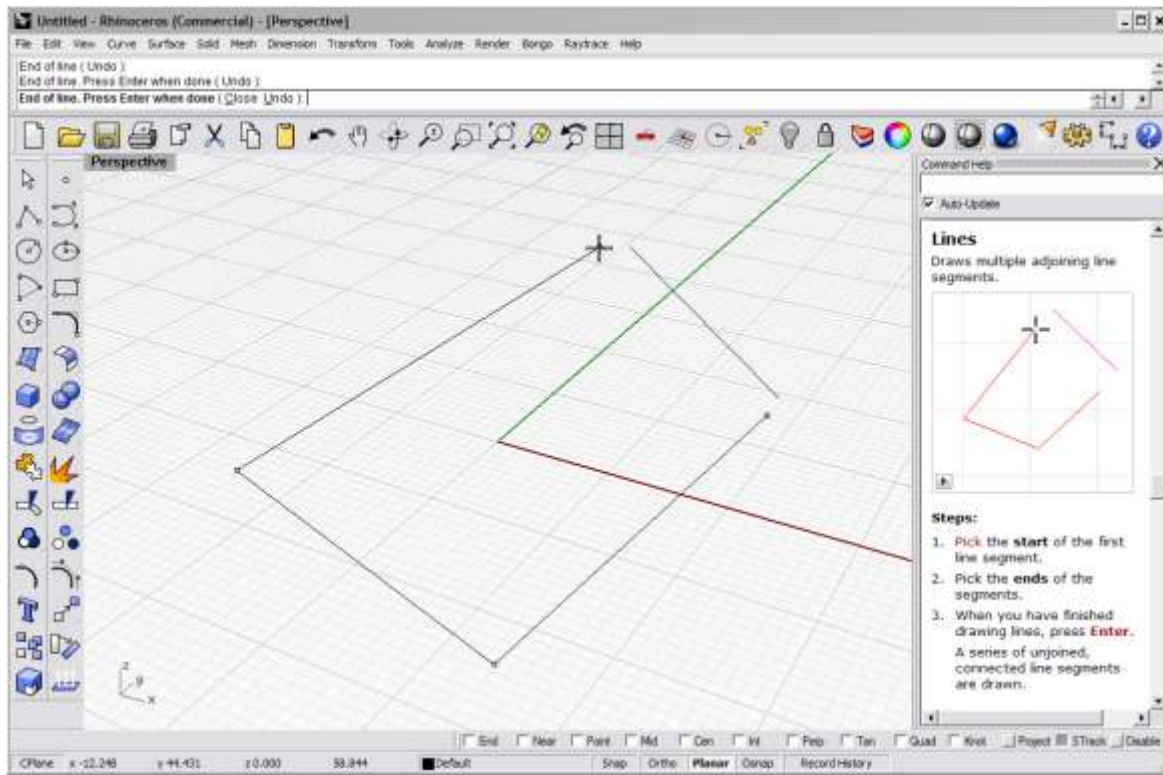 Untitled - Rhinoceros (Commercial) - [Perspective]
File Edit View Curve Surface Solid Mesh Dimension Transform Tools Analyze Render Bongo Raytrace Help
End of line ( Undo ):
End of line. Press Enter when done ( Undo ):
End of line. Press Enter when done ( Close Undo ):
Perspective
Command Help
Auto-Update
Lines
Draws multiple adjoining line
segments.
Steps:
1. Pick the start of the first
line segment.
2. Pick the ends of the
segments.
3. When you have finished
drawing lines, press Enter.
A series of unjoined,
connected line segments
are drawn.
z
y
x
End Near Point Mid Cen Int Perp Tan Quad Knot Project STrack Disable
CPlane x -12.248 y 44.431 z 0.000 58.844 Default Snap Ortho Planar Osnap Record History